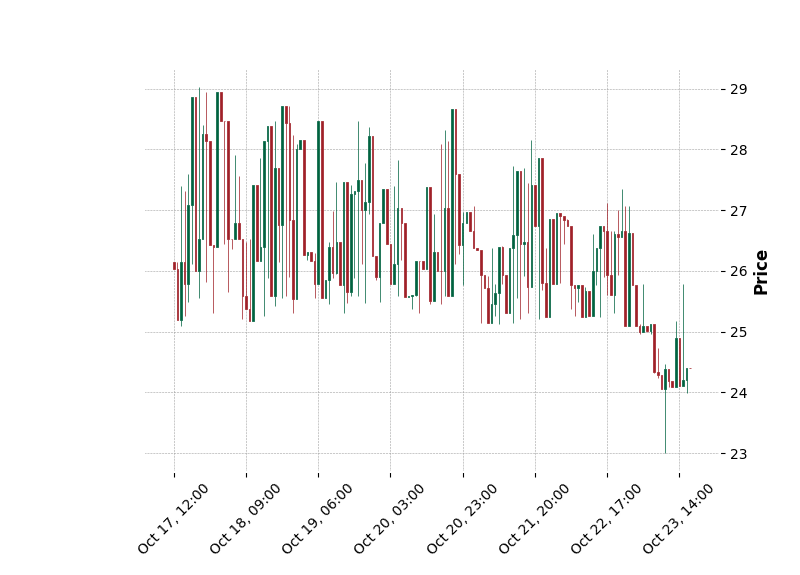 29
28
27
26
25
24
23
Price
Oct 17, 12:00
Oct 18, 09:00
Oct 19, 06:00
Oct 20, 03:00
Oct 20, 23:00
Oct 21, 20:00
Oct 22, 17:00
Oct 23, 14:00